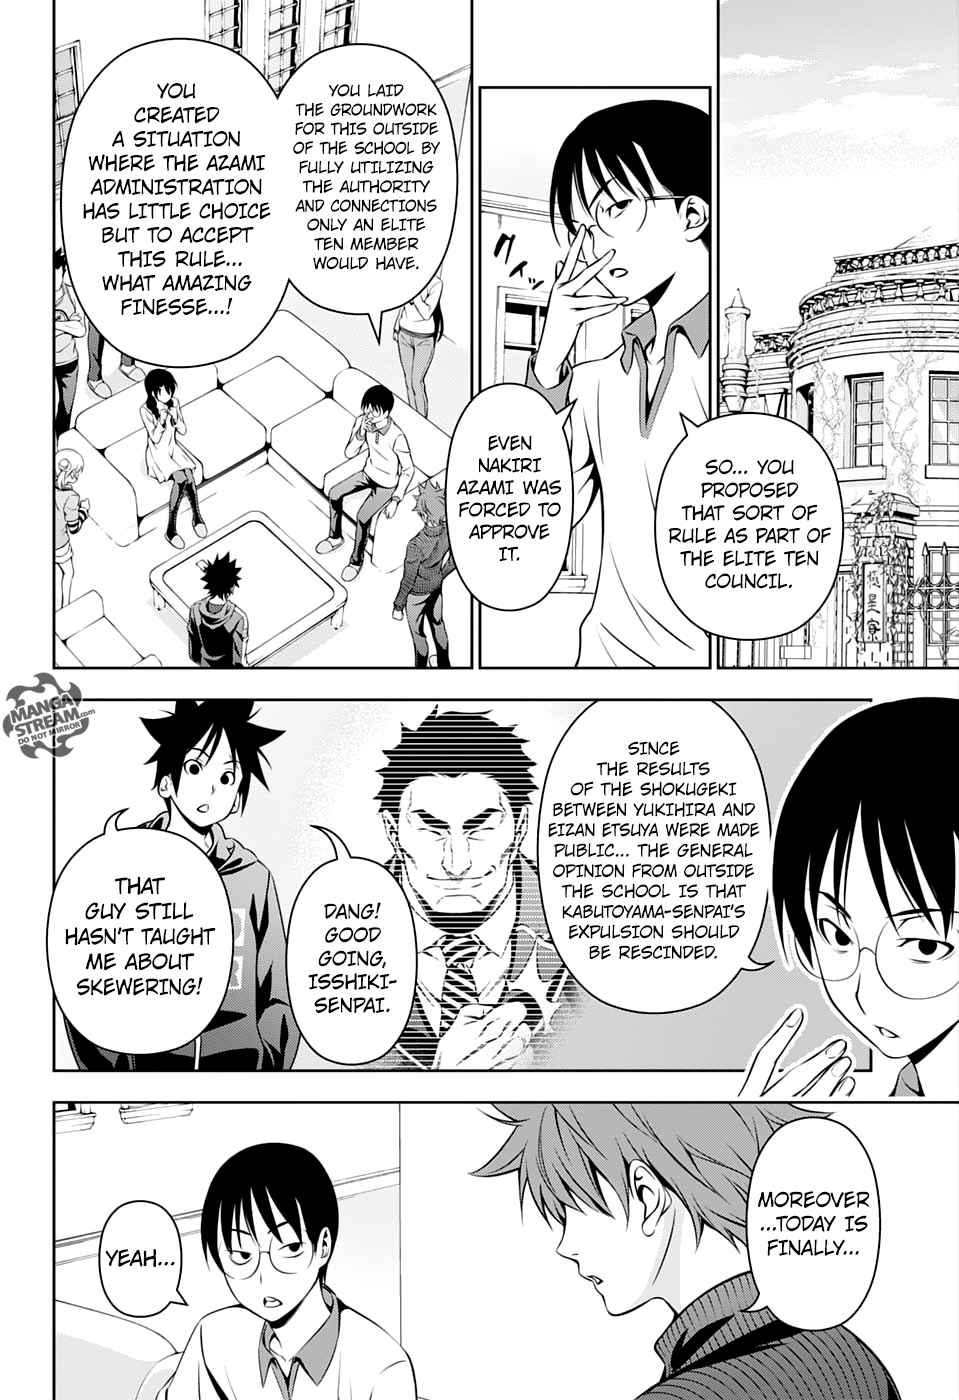 SO... YOU
PROPOSED
THAT SORT OF
RULE AS PART OF
THE ELITE TEN
COUNCIL.
EVEN
NAKIRI
AZAMI WAS
FORCED TO
APPROVE
IT.
YOU LAID
THE GROUNDWORK
FOR THIS OUTSIDE
OF THE SCHOOL BY
FULLY UTILIZING
THE AUTHORITY
AND CONNECTIONS
ONLY AN ELITE
TEN MEMBER
WOULD HAVE.
YOU
CREATED
A SITUATION
WHERE THE AZAMI
ADMINISTRATION
HAS LITTLE CHOICE
BUT TO ACCEPT
THIS RULE...
WHAT AMAZING
FINESSE...!
MANGA
STREAM.COM
DO NOT MIRROR!
SINCE
THE RESULTS
OF THE SHOKUGEKI
BETWEEN YUKIHIRA AND
EIZAN ETSUYA WERE MADE
PUBLIC... THE GENERAL
OPINION FROM OUTSIDE
THE SCHOOL IS THAT
KABUTOYAMA-SENPAI'S
EXPULSION SHOULD
BE RESCINDED.
DANG!
GOOD
GOING,
ISSHIKI-
SENPAI.
THAT
GUY STILL
HASN'T TAUGHT
ME ABOUT
SKEWERING!
MOREOVER
...TODAY IS
FINALLY...
YEAH...